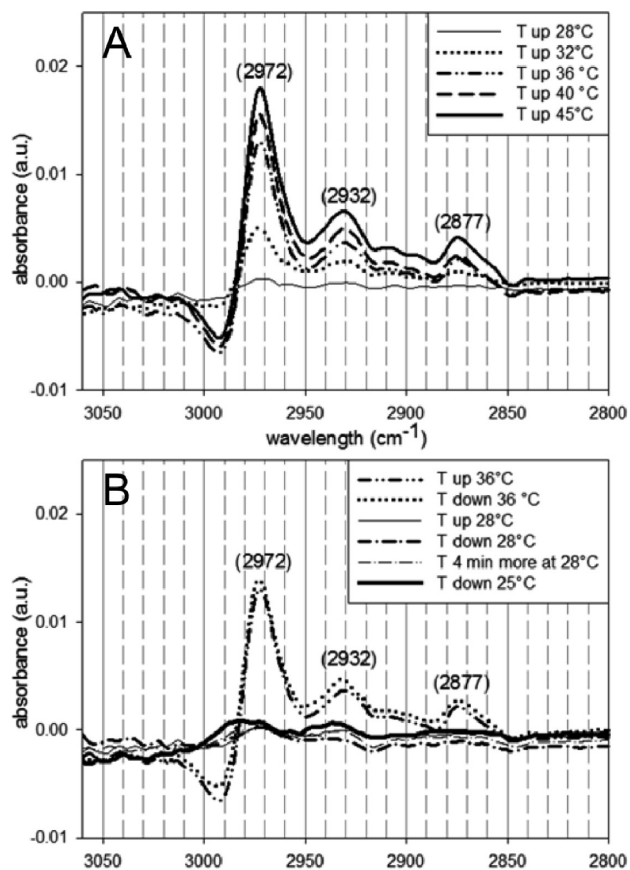 A
T up 28°C
T up 32°C
T up 36 °C
T up 40 °C
T up 45°C
(2972)
(2932)
(2877)
0.02
0.01
0.00
-0.01
absorbance (a.u.)
3050 3000 2950 2900 2850 2800
wavelength (cm-1)
B
T up 36°C
T down 36 °C
T up 28°C
T down 28°C
T 4 min more at 28°C
T down 25°C
(2972)
(2932)
(2877)
0.02
0.01
0.00
-0.01
absorbance (a.u.)
3050 3000 2950 2900 2850 2800